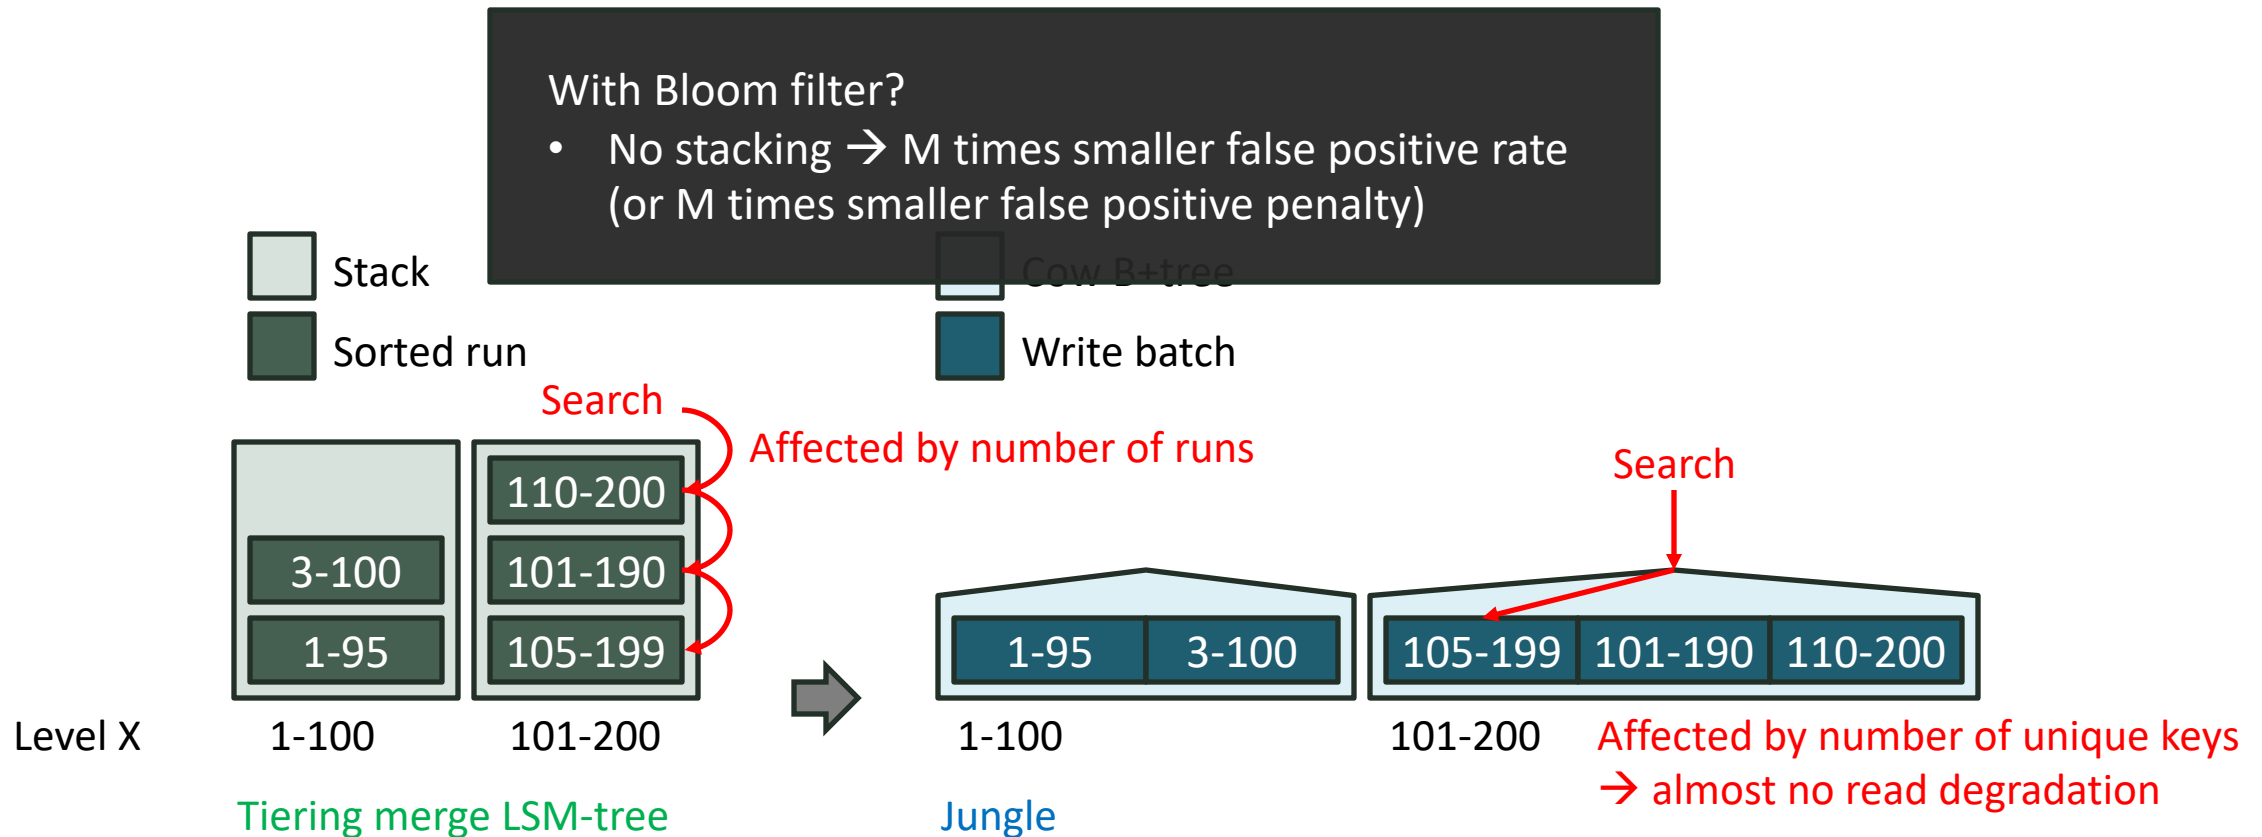 With Bloom filter?
• No stacking → M times smaller false positive rate
(or M times smaller false positive penalty)
Stack
Cow B+tree
Sorted run
Write batch
Search
Affected by number of runs
Search
110-200
3-100
101-190
1-95
105-199
1-95
3-100
105-199
101-190
110-200
Level X
1-100
101-200
1-100
101-200
Affected by number of unique keys
→ almost no read degradation
Tiering merge LSM-tree
Jungle